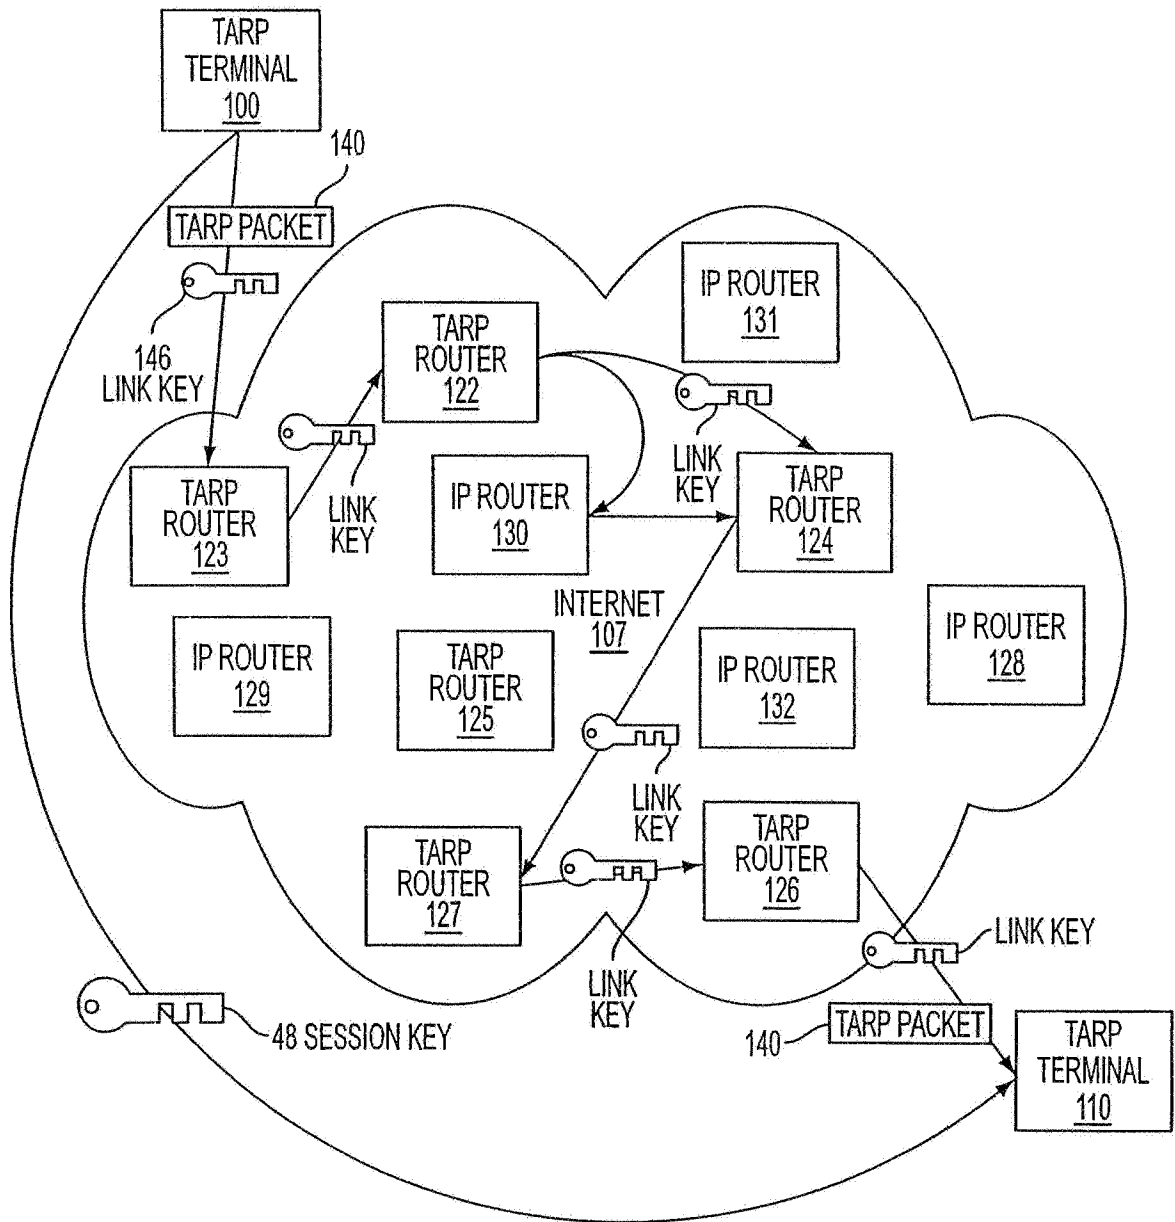 TARP
TERMINAL
100
140
TARP PACKET
146
LINK KEY
IP ROUTER
131
TARP
ROUTER
122
LINK
KEY
LINK
KEY
TARP
ROUTER
123
IP ROUTER
130
TARP
ROUTER
124
INTERNET
107
IP ROUTER
129
TARP
ROUTER
125
IP ROUTER
132
IP ROUTER
128
LINK
KEY
TARP
ROUTER
127
TARP
ROUTER
126
LINK
KEY
LINK KEY
48 SESSION KEY
140
TARP PACKET
TARP
TERMINAL
110